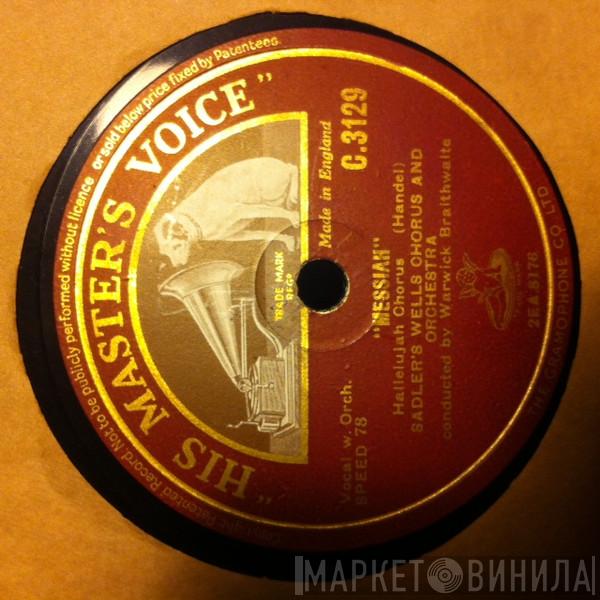 Copyright Patented Record Not to be publicly performed without licence or sold below price fixed by Patentees
"HIS MASTER'S VOICE"
TRADE MARK
REGD
Made in England
C.3129
Vocal w. Orch.
SPEED 78
"MESSIAH"
Hallelujah Chorus (Handel)
SADLER'S WELLS CHORUS AND
ORCHESTRA
conducted by Warwick Braithwaite
2EA.8178
THE GRAMOPHONE CO. LTD
МАРКЕТ ВИНИЛА